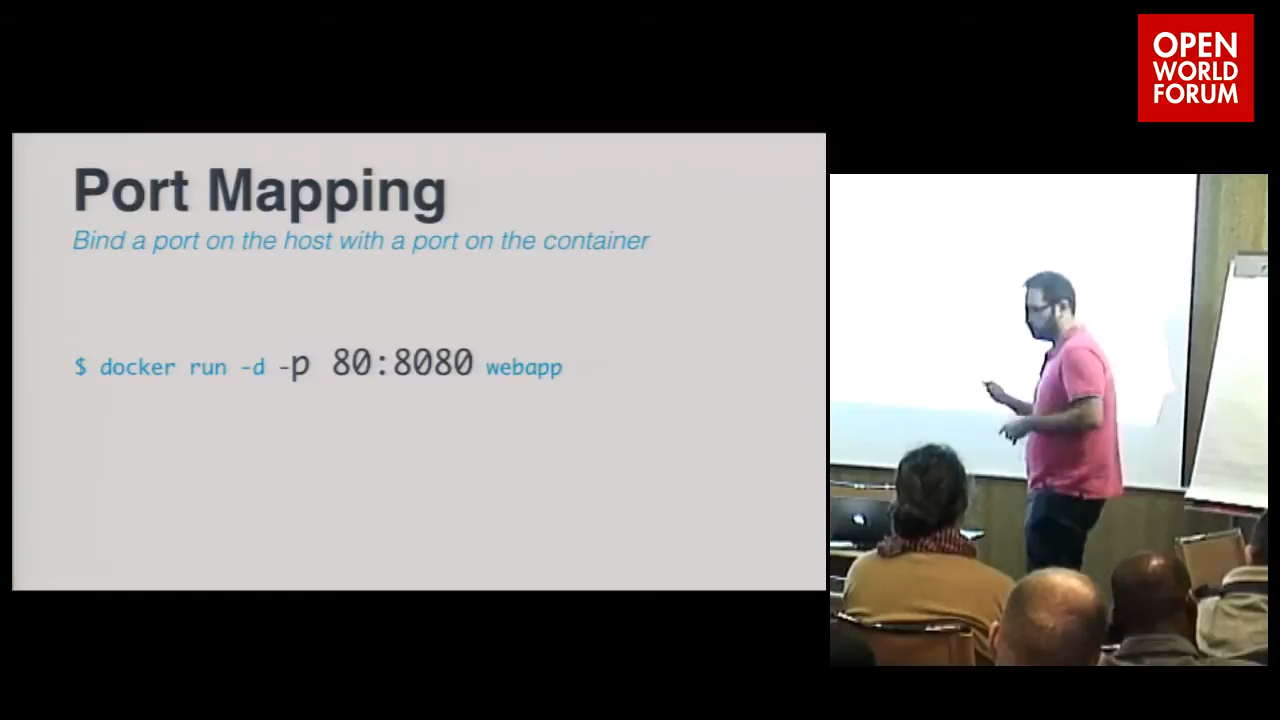 OPEN
WORLD
FORUM
Port Mapping
Bind a port on the host with a port on the container
$ docker run -d -p 80:8080 webapp